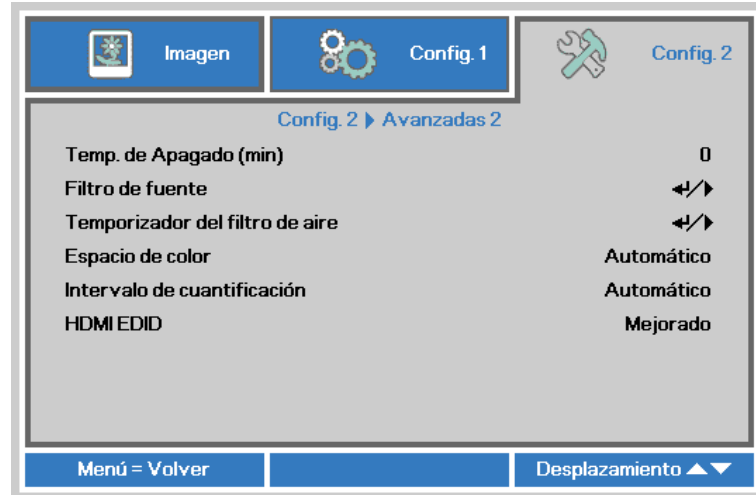 Imagen Config. 1 Config. 2
Config. 2 ▶ Avanzadas 2
Temp. de Apagado (min) 0
Filtro de fuente ↵/▶
Temporizador del filtro de aire ↵/▶
Espacio de color Automático
Intervalo de cuantificación Automático
HDMI EDID Mejorado
Menú = Volver Desplazamiento ▲▼